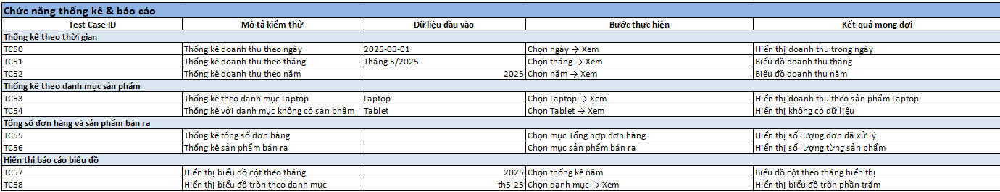 Chức năng thống kê & báo cáo
Test Case ID Mô tả kiểm thử Dữ liệu đầu vào Bước thực hiện Kết quả mong đợi
Thống kê theo thời gian
TC50 Thống kê doanh thu theo ngày 2025-05-01 Chọn ngày → Xem Hiển thị doanh thu trong ngày
TC51 Thống kê doanh thu theo tháng Tháng 5/2025 Chọn tháng → Xem Biểu đồ doanh thu tháng
TC52 Thống kê doanh thu theo năm 2025 Chọn năm → Xem Biểu đồ doanh thu năm
Thống kê theo danh mục sản phẩm
TC53 Thống kê theo danh mục Laptop Laptop Chọn Laptop → Xem Hiển thị doanh thu theo sản phẩm Laptop
TC54 Thống kê với danh mục không có sản phẩm Tablet Chọn Tablet → Xem Hiển thị không có dữ liệu
Tổng số đơn hàng và sản phẩm bán ra
TC55 Thống kê tổng số đơn hàng Chọn mục Tổng hợp đơn hàng Hiển thị số lượng đơn đã xử lý
TC56 Thống kê sản phẩm bán ra Chọn mục sản phẩm bán ra Hiển thị số lượng từng sản phẩm
Hiển thị báo cáo biểu đồ
TC57 Hiển thị biểu đồ cột theo tháng 2025 Chọn thống kê năm Biểu đồ cột theo tháng hiển thị
TC58 Hiển thị biểu đồ tròn theo danh mục th5-25 Chọn danh mục → Xem Hiển thị biểu đồ tròn phần trăm